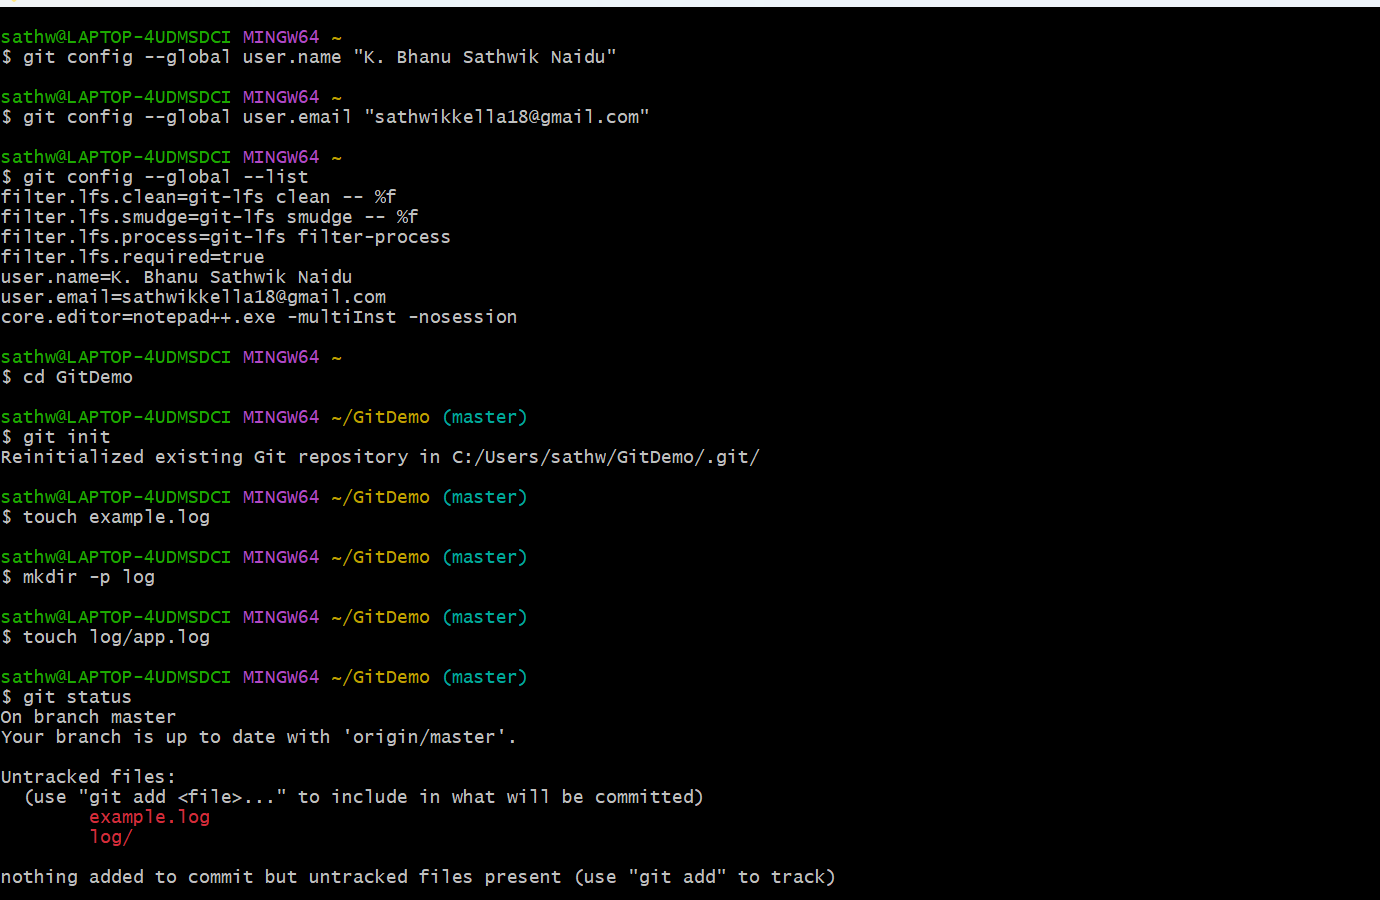 sathw@LAPTOP-4UDMSDCI MINGW64 ~
$ git config --global user.name "K. Bhanu Sathwik Naidu"
sathw@LAPTOP-4UDMSDCI MINGW64 ~
$ git config --global user.email "sathwikkella18@gmail.com"
sathw@LAPTOP-4UDMSDCI MINGW64 ~
$ git config --global --list
filter.lfs.clean=git-lfs clean -- %f
filter.lfs.smudge=git-lfs smudge -- %f
filter.lfs.process=git-lfs filter-process
filter.lfs.required=true
user.name=K. Bhanu Sathwik Naidu
user.email=sathwikkella18@gmail.com
core.editor=notepad++.exe -multiInst -nosession
sathw@LAPTOP-4UDMSDCI MINGW64 ~
$ cd GitDemo
sathw@LAPTOP-4UDMSDCI MINGW64 ~/GitDemo (master)
$ git init
Reinitialized existing Git repository in C:/Users/sathw/GitDemo/.git/
sathw@LAPTOP-4UDMSDCI MINGW64 ~/GitDemo (master)
$ touch example.log
sathw@LAPTOP-4UDMSDCI MINGW64 ~/GitDemo (master)
$ mkdir -p log
sathw@LAPTOP-4UDMSDCI MINGW64 ~/GitDemo (master)
$ touch log/app.log
sathw@LAPTOP-4UDMSDCI MINGW64 ~/GitDemo (master)
$ git status
On branch master
Your branch is up to date with 'origin/master'.
Untracked files:
  (use "git add <file>..." to include in what will be committed)
        example.log
        log/
nothing added to commit but untracked files present (use "git add" to track)